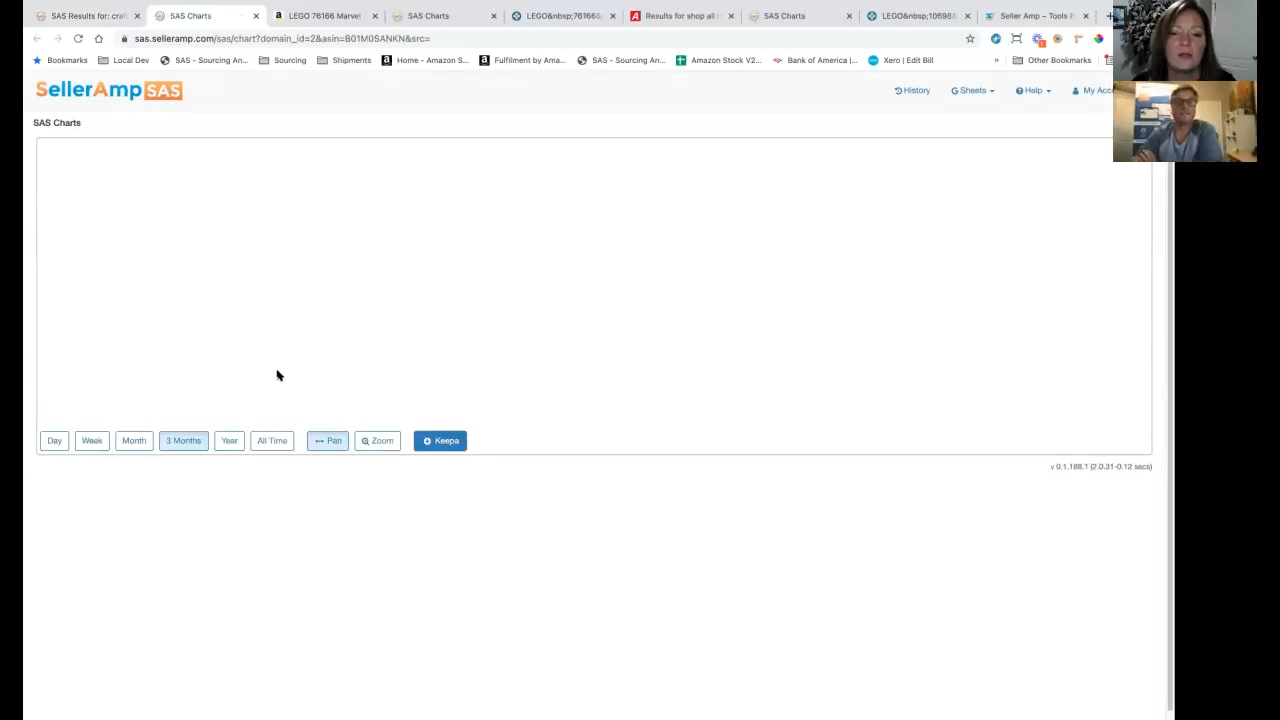 SAS Results for: craf
SAS Charts
LEGO 76166 Marvel
SAS Charts
LEGO&nbsp;76166&
Results for shop all
SAS Charts
LEGO&nbsp;10698&
Seller Amp – Tools F
sas.selleramp.com/sas/chart?domain_id=2&asin=B01M0SANKN&src=
Bookmarks
Local Dev
SAS - Sourcing An...
Sourcing
Shipments
Home - Amazon S...
Fulfilment by Ama...
SAS - Sourcing An...
Amazon Stock V2...
Bank of America |...
Xero | Edit Bill
»
Other Bookmarks
SellerAmp SAS
History
Sheets
Help
My Acc
SAS Charts
Day
Week
Month
3 Months
Year
All Time
Pan
Zoom
Keepa
v 0.1.188.1 (2.0.31-0.12 secs)